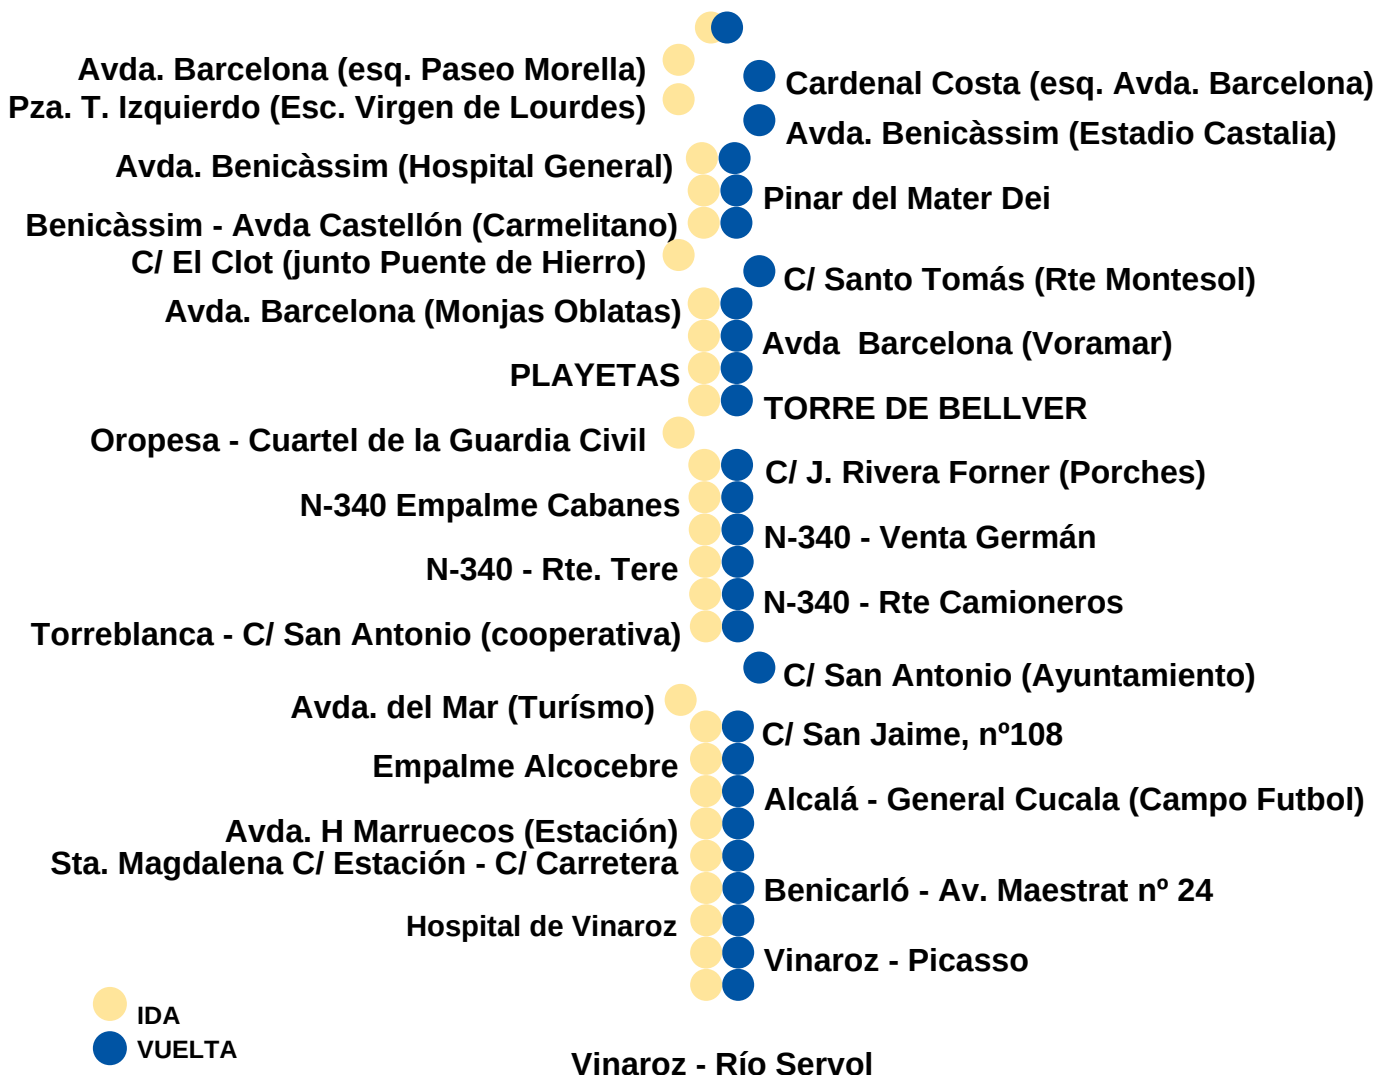 Avda. Barcelona (esq. Paseo Morella)
Cardenal Costa (esq. Avda. Barcelona)
Pza. T. Izquierdo (Esc. Virgen de Lourdes)
Avda. Benicàssim (Estadio Castalia)
Avda. Benicàssim (Hospital General)
Pinar del Mater Dei
Benicàssim - Avda Castellón (Carmelitano)
C/ El Clot (junto Puente de Hierro)
C/ Santo Tomás (Rte Montesol)
Avda. Barcelona (Monjas Oblatas)
Avda  Barcelona (Voramar)
PLAYETAS
TORRE DE BELLVER
Oropesa - Cuartel de la Guardia Civil
C/ J. Rivera Forner (Porches)
N-340 Empalme Cabanes
N-340 - Venta Germán
N-340 - Rte. Tere
N-340 - Rte Camioneros
Torreblanca - C/ San Antonio (cooperativa)
C/ San Antonio (Ayuntamiento)
Avda. del Mar (Turísmo)
C/ San Jaime, nº108
Empalme Alcocebre
Alcalá - General Cucala (Campo Futbol)
Avda. H Marruecos (Estación)
Sta. Magdalena C/ Estación - C/ Carretera
Benicarló - Av. Maestrat nº 24
Hospital de Vinaroz
Vinaroz - Picasso
IDA
VUELTA
Vinaroz - Río Servol